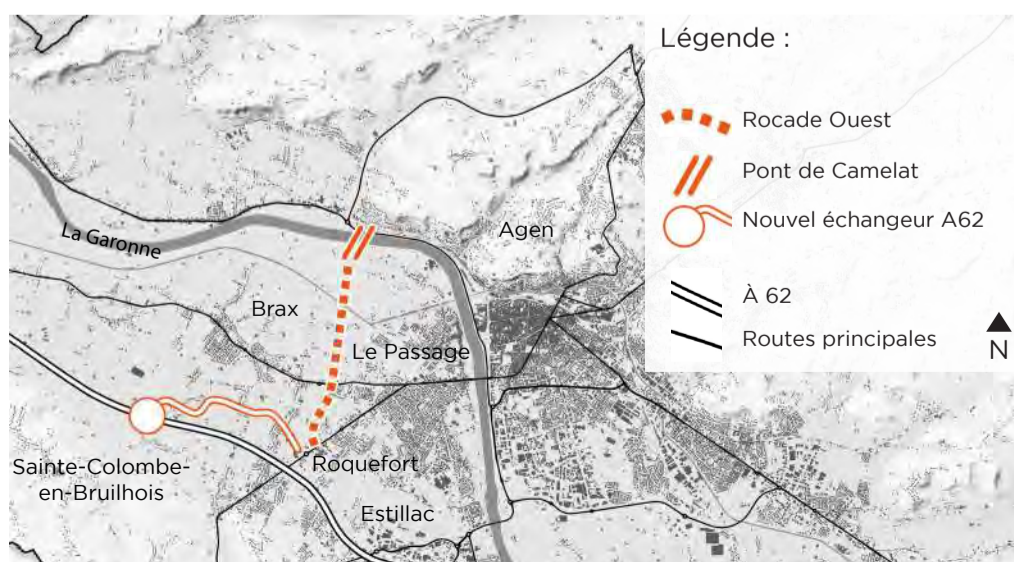 Légende :
Rocade Ouest
Pont de Camelat
Nouvel échangeur A62
À 62
Routes principales
N
La Garonne
Agen
Brax
Le Passage
Sainte-Colombe-
en-Bruilhois
Roquefort
Estillac